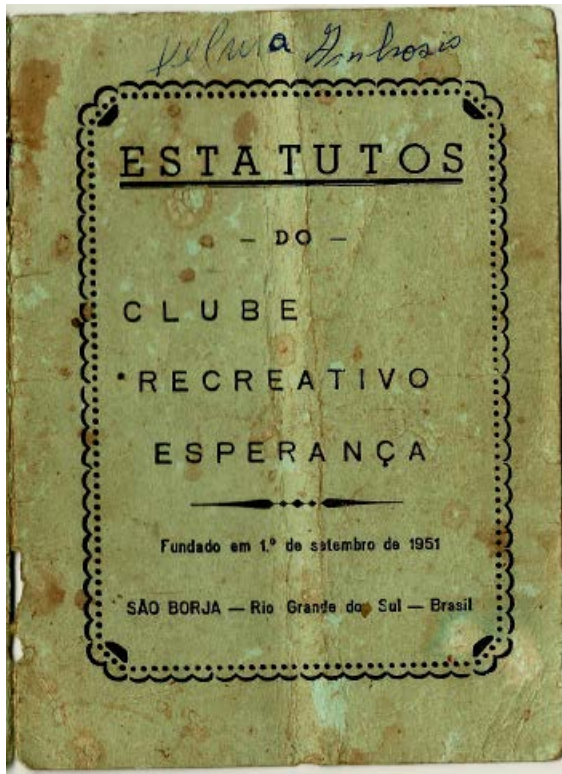 Ambrosio
ESTATUTOS
— DO —
CLUBE
RECREATIVO
ESPERANÇA
Fundado em 1.º de setembro de 1951
SÃO BORJA — Rio Grande do Sul — Brasil